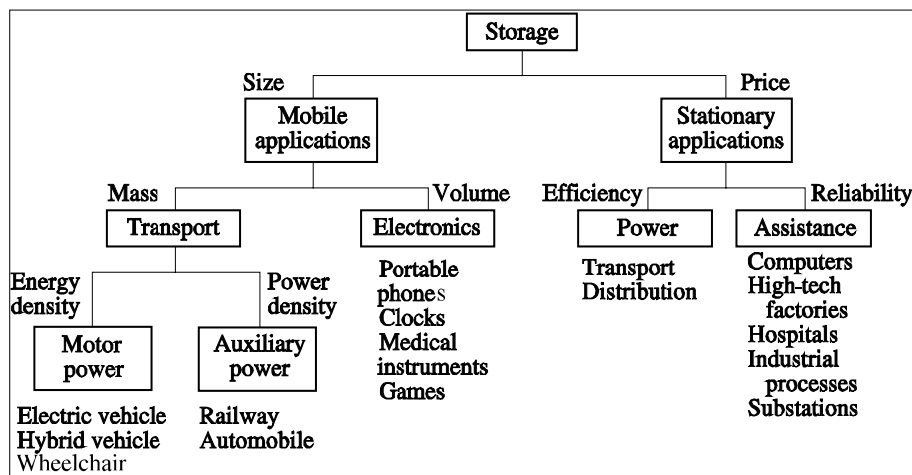 Storage
Size
Price
Mobile
applications
Stationary
applications
Mass
Volume
Efficiency
Reliability
Transport
Electronics
Power
Assistance
Energy
density
Power
density
Portable
phones
Clocks
Medical
instruments
Games
Transport
Distribution
Computers
High-tech
factories
Hospitals
Industrial
processes
Substations
Motor
power
Auxiliary
power
Electric vehicle
Hybrid vehicle
Wheelchair
Railway
Automobile